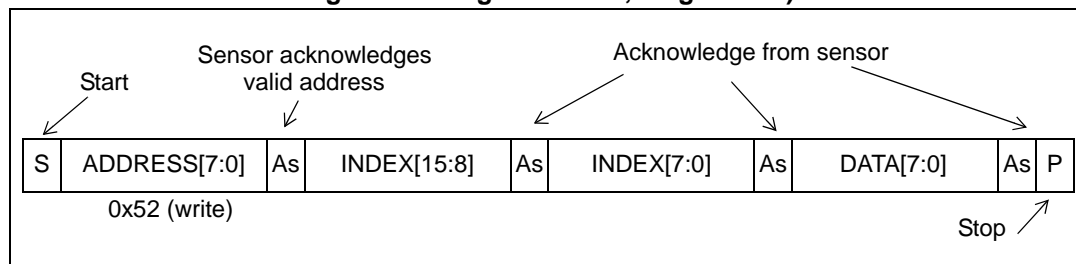 Sensor acknowledges
valid address
Acknowledge from sensor
Start
S ADDRESS[7:0] As INDEX[15:8] As INDEX[7:0] As DATA[7:0] As P
0x52 (write)
Stop